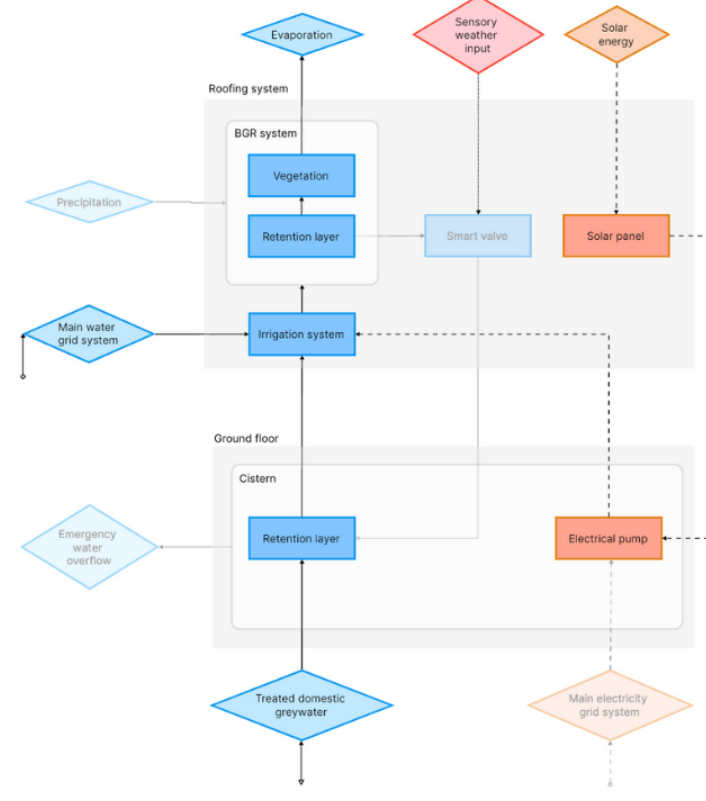 Evaporation
Sensory
weather
input
Solar
energy
Roofing system
BGR system
Vegetation
Precipitation
Retention layer
Smart valve
Solar panel
Main water
grid system
Irrigation system
Ground floor
Cistern
Emergency
water
overflow
Retention layer
Electrical pump
Treated domestic
greywater
Main electricity
grid system